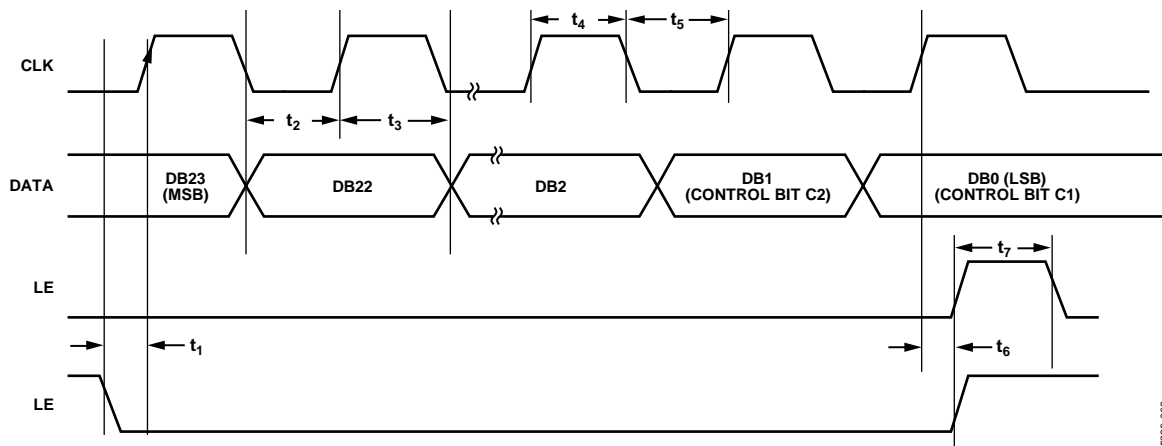 t4
t5
CLK
t2
t3
DB23
(MSB)
DB22
DB2
DB1
(CONTROL BIT C2)
DB0 (LSB)
(CONTROL BIT C1)
DATA
t7
LE
t1
t6
LE